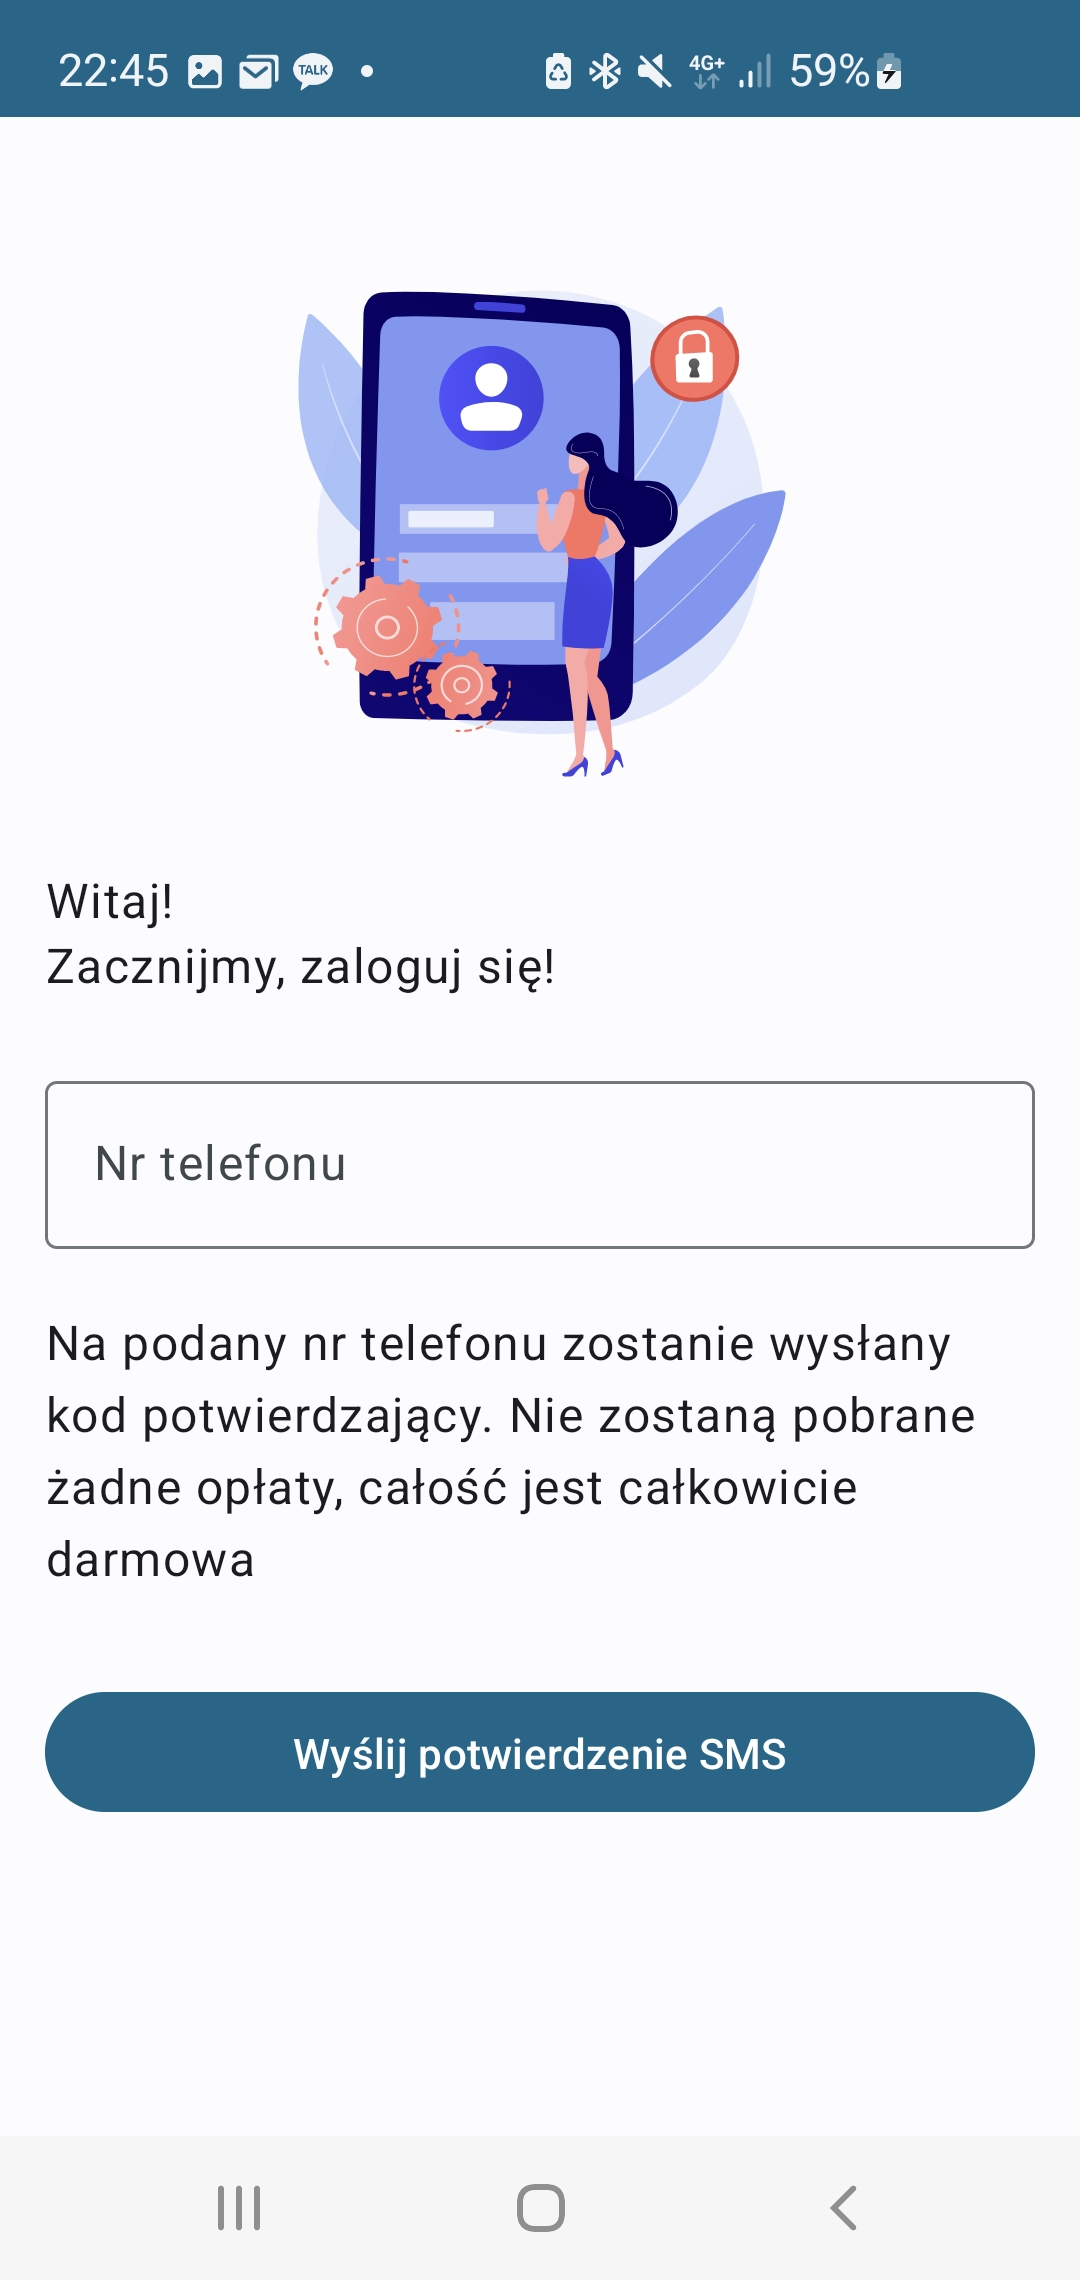 22:45 TALK 4G+ 59%
Witaj!
Zacznijmy, zaloguj się!
Nr telefonu
Na podany nr telefonu zostanie wysłany
kod potwierdzający. Nie zostaną pobrane
żadne opłaty, całość jest całkowicie
darmowa
Wyślij potwierdzenie SMS